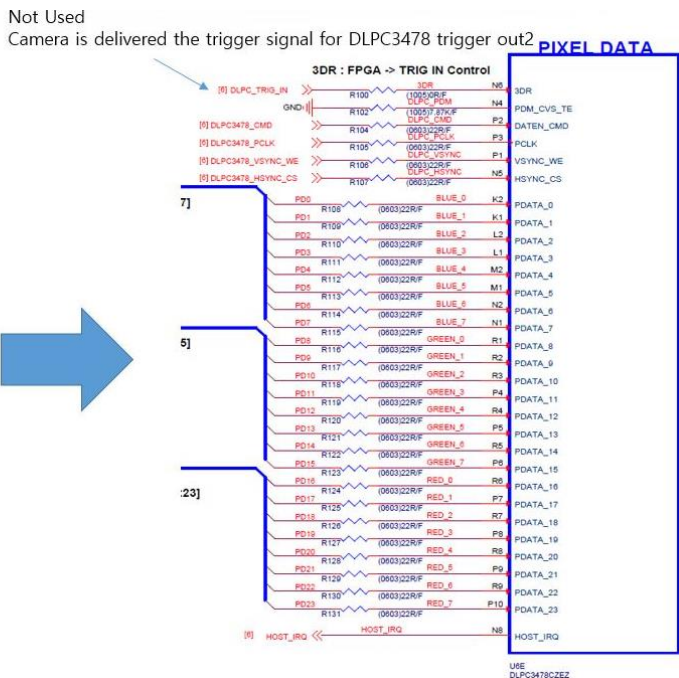 Not Used
Camera is delivered the trigger signal for DLPC3478 trigger out2
PIXEL DATA
3DR : FPGA -> TRIG IN Control
[6] DLPC_TRIG_IN R100 (1005)0R/F 3DR N6 3DR
GND R102 (1005)7.87K/F DLPC_PDM N4 PDM_CVS_TE
[6] DLPC3478_CMD R104 (0603)22R/F DLPC_CMD P2 DATEN_CMD
[6] DLPC3478_PCLK R105 (0603)22R/F DLPC_PCLK P3 PCLK
[6] DLPC3478_VSYNC_WE R106 (0603)22R/F DLPC_VSYNC P1 VSYNC_WE
[6] DLPC3478_HSYNC_CS R107 (0603)22R/F DLPC_HSYNC N5 HSYNC_CS
7]
PD0 R108 (0603)22R/F BLUE_0 K2 PDATA_0
PD1 R109 (0603)22R/F BLUE_1 K1 PDATA_1
PD2 R110 (0603)22R/F BLUE_2 L2 PDATA_2
PD3 R111 (0603)22R/F BLUE_3 L1 PDATA_3
PD4 R112 (0603)22R/F BLUE_4 M2 PDATA_4
PD5 R113 (0603)22R/F BLUE_5 M1 PDATA_5
PD6 R114 (0603)22R/F BLUE_6 N2 PDATA_6
PD7 R115 (0603)22R/F BLUE_7 N1 PDATA_7
5]
PD8 R116 (0603)22R/F GREEN_0 R1 PDATA_8
PD9 R117 (0603)22R/F GREEN_1 R2 PDATA_9
PD10 R118 (0603)22R/F GREEN_2 R3 PDATA_10
PD11 R119 (0603)22R/F GREEN_3 P4 PDATA_11
PD12 R120 (0603)22R/F GREEN_4 R4 PDATA_12
PD13 R121 (0603)22R/F GREEN_5 P5 PDATA_13
PD14 R122 (0603)22R/F GREEN_6 R5 PDATA_14
PD15 R123 (0603)22R/F GREEN_7 P6 PDATA_15
:23]
PD16 R124 (0603)22R/F RED_0 R6 PDATA_16
PD17 R125 (0603)22R/F RED_1 P7 PDATA_17
PD18 R126 (0603)22R/F RED_2 R7 PDATA_18
PD19 R127 (0603)22R/F RED_3 P8 PDATA_19
PD20 R128 (0603)22R/F RED_4 R8 PDATA_20
PD21 R129 (0603)22R/F RED_5 P9 PDATA_21
PD22 R130 (0603)22R/F RED_6 R9 PDATA_22
PD23 R131 (0603)22R/F RED_7 P10 PDATA_23
[6] HOST_IRQ HOST_IRQ N8 HOST_IRQ
U6E
DLPC3478CZEZ